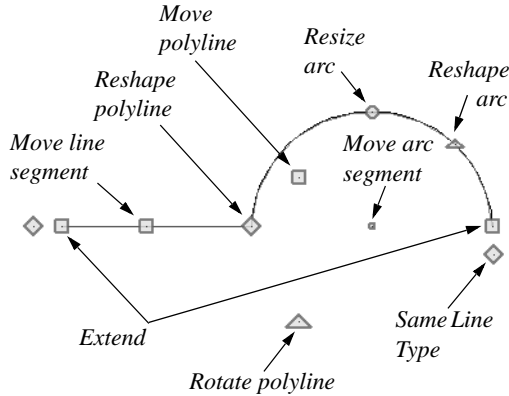 Move
polyline
Resize
arc
Reshape
polyline
Reshape
arc
Move line
segment
Move arc
segment
Extend
Same Line
Type
Rotate polyline